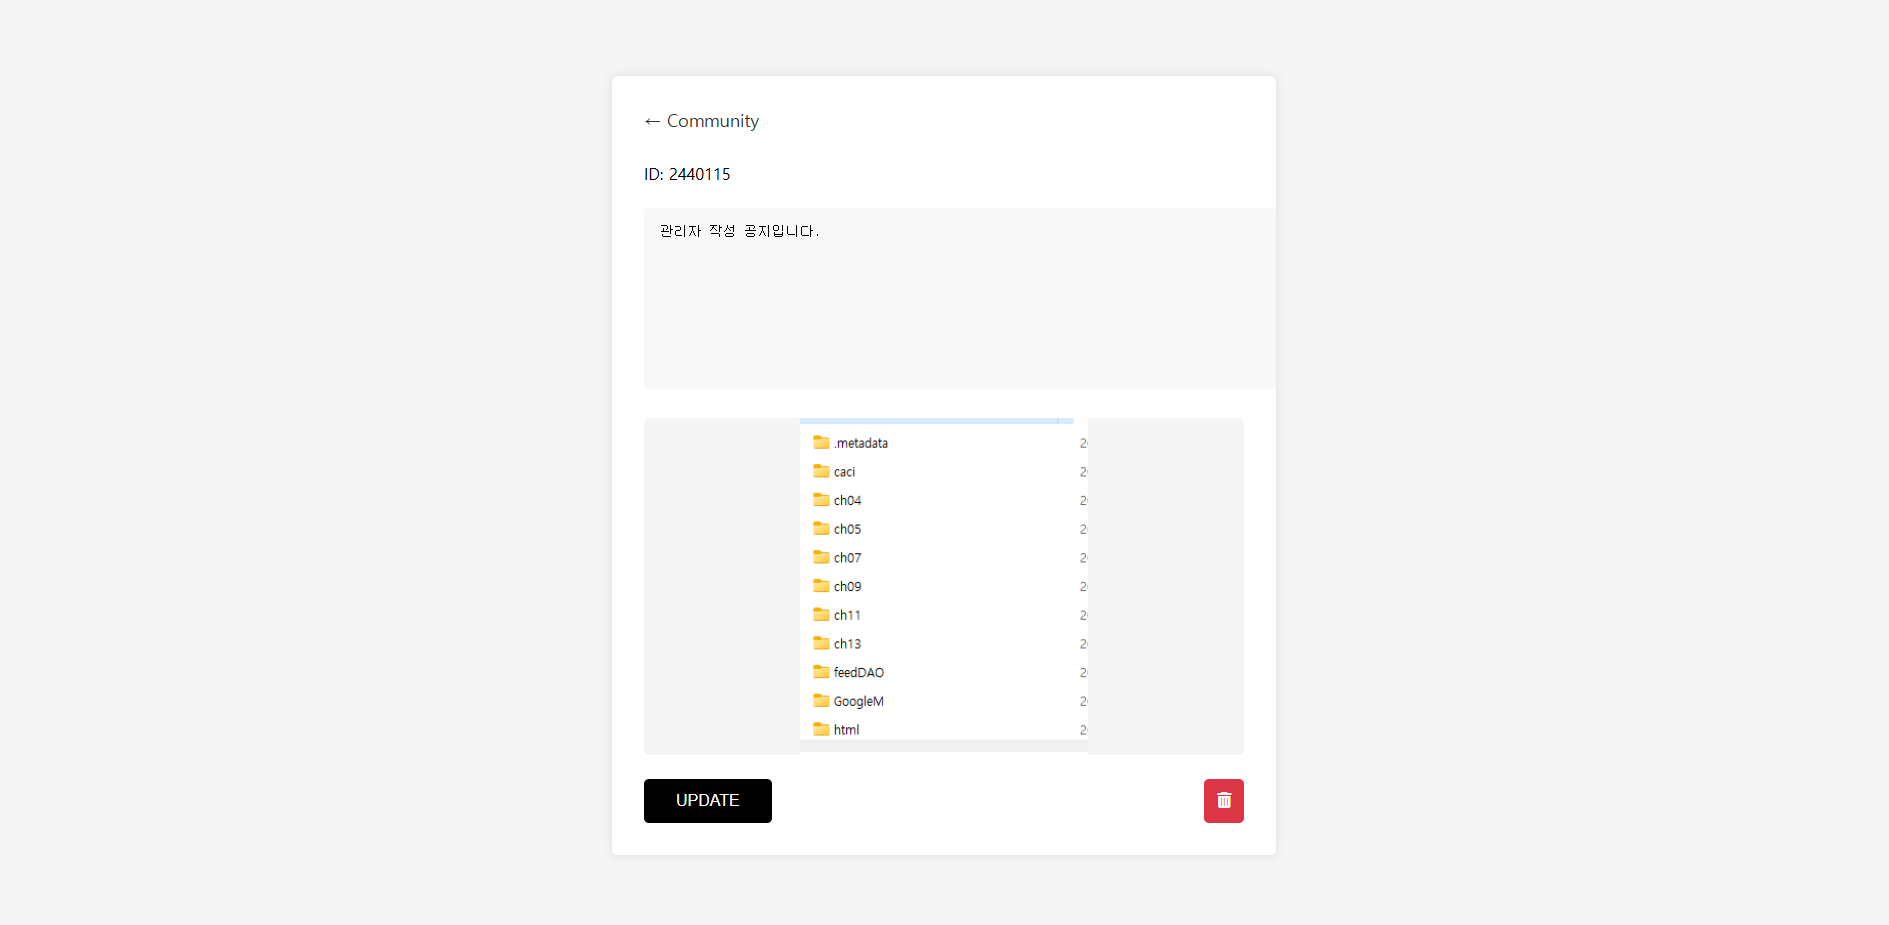 ← Community
ID: 2440115
관리자 작성 공지입니다.
.metadata
caci
ch04
ch05
ch07
ch09
ch11
ch13
feedDAO
GoogleM
html
UPDATE